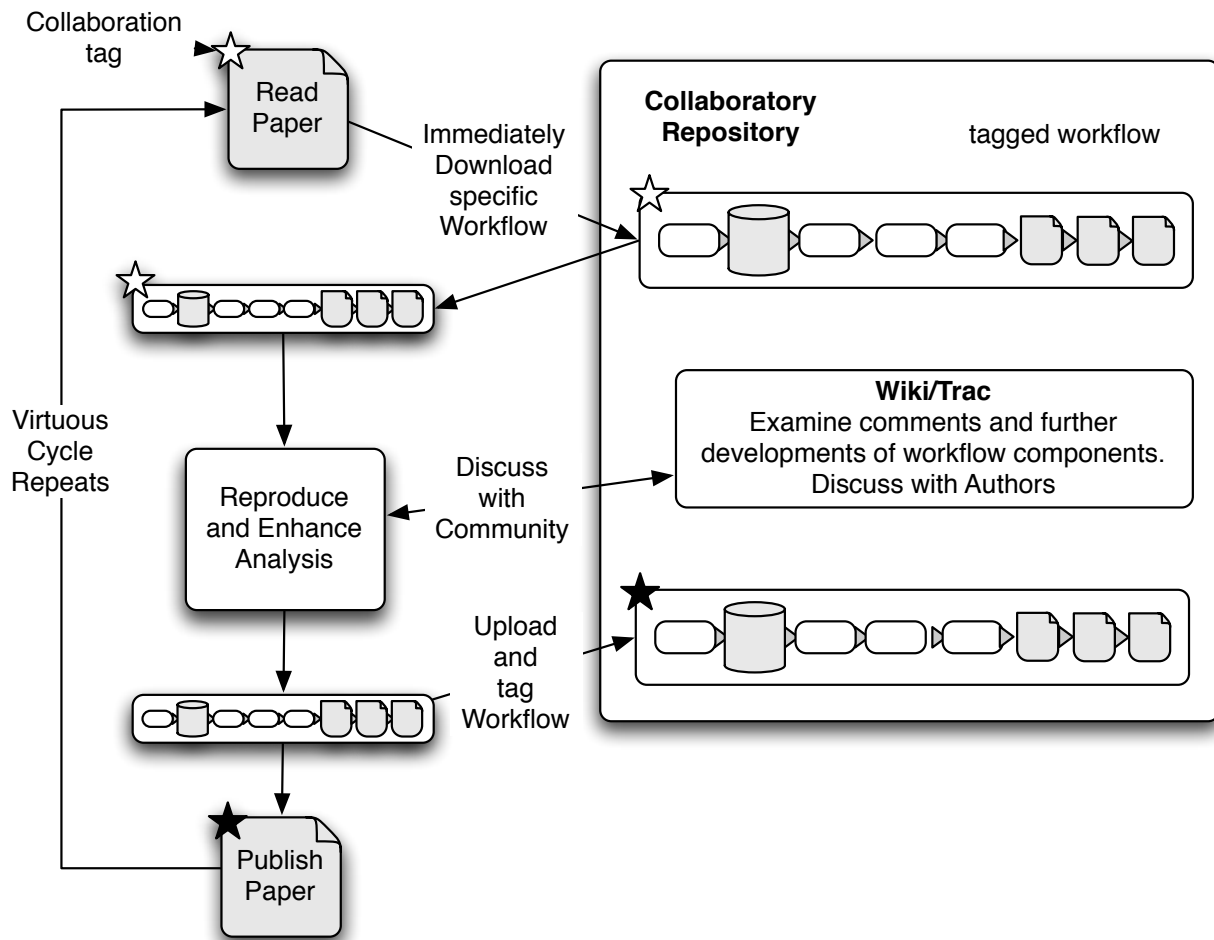 Collaboration
tag
Read
Paper
Immediately
Download
specific
Workflow
Collaboratory
Repository
tagged workflow
Virtuous
Cycle
Repeats
Reproduce
and Enhance
Analysis
Discuss
with
Community
Wiki/Trac
Examine comments and further
developments of workflow components.
Discuss with Authors
Upload
and
tag
Workflow
Publish
Paper